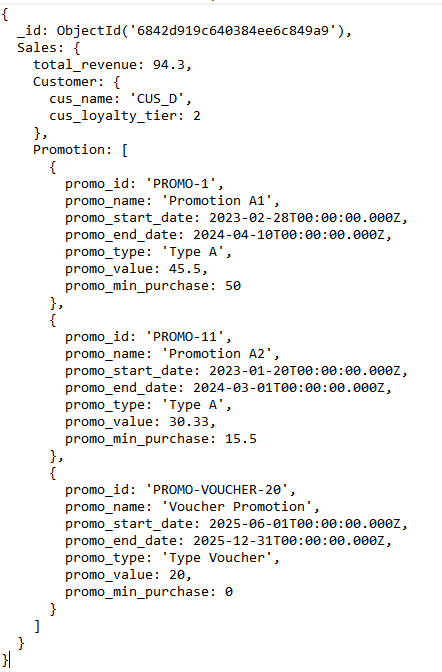 {
  _id: ObjectId('6842d919c640384ee6c849a9'),
  Sales: {
    total_revenue: 94.3,
    Customer: {
      cus_name: 'CUS_D',
      cus_loyalty_tier: 2
    },
    Promotion: [
      {
        promo_id: 'PROMO-1',
        promo_name: 'Promotion A1',
        promo_start_date: 2023-02-28T00:00:00.000Z,
        promo_end_date: 2024-04-10T00:00:00.000Z,
        promo_type: 'Type A',
        promo_value: 45.5,
        promo_min_purchase: 50
      },
      {
        promo_id: 'PROMO-11',
        promo_name: 'Promotion A2',
        promo_start_date: 2023-01-20T00:00:00.000Z,
        promo_end_date: 2024-03-01T00:00:00.000Z,
        promo_type: 'Type A',
        promo_value: 30.33,
        promo_min_purchase: 15.5
      },
      {
        promo_id: 'PROMO-VOUCHER-20',
        promo_name: 'Voucher Promotion',
        promo_start_date: 2025-06-01T00:00:00.000Z,
        promo_end_date: 2025-12-31T00:00:00.000Z,
        promo_type: 'Type Voucher',
        promo_value: 20,
        promo_min_purchase: 0
      }
    ]
  }
}